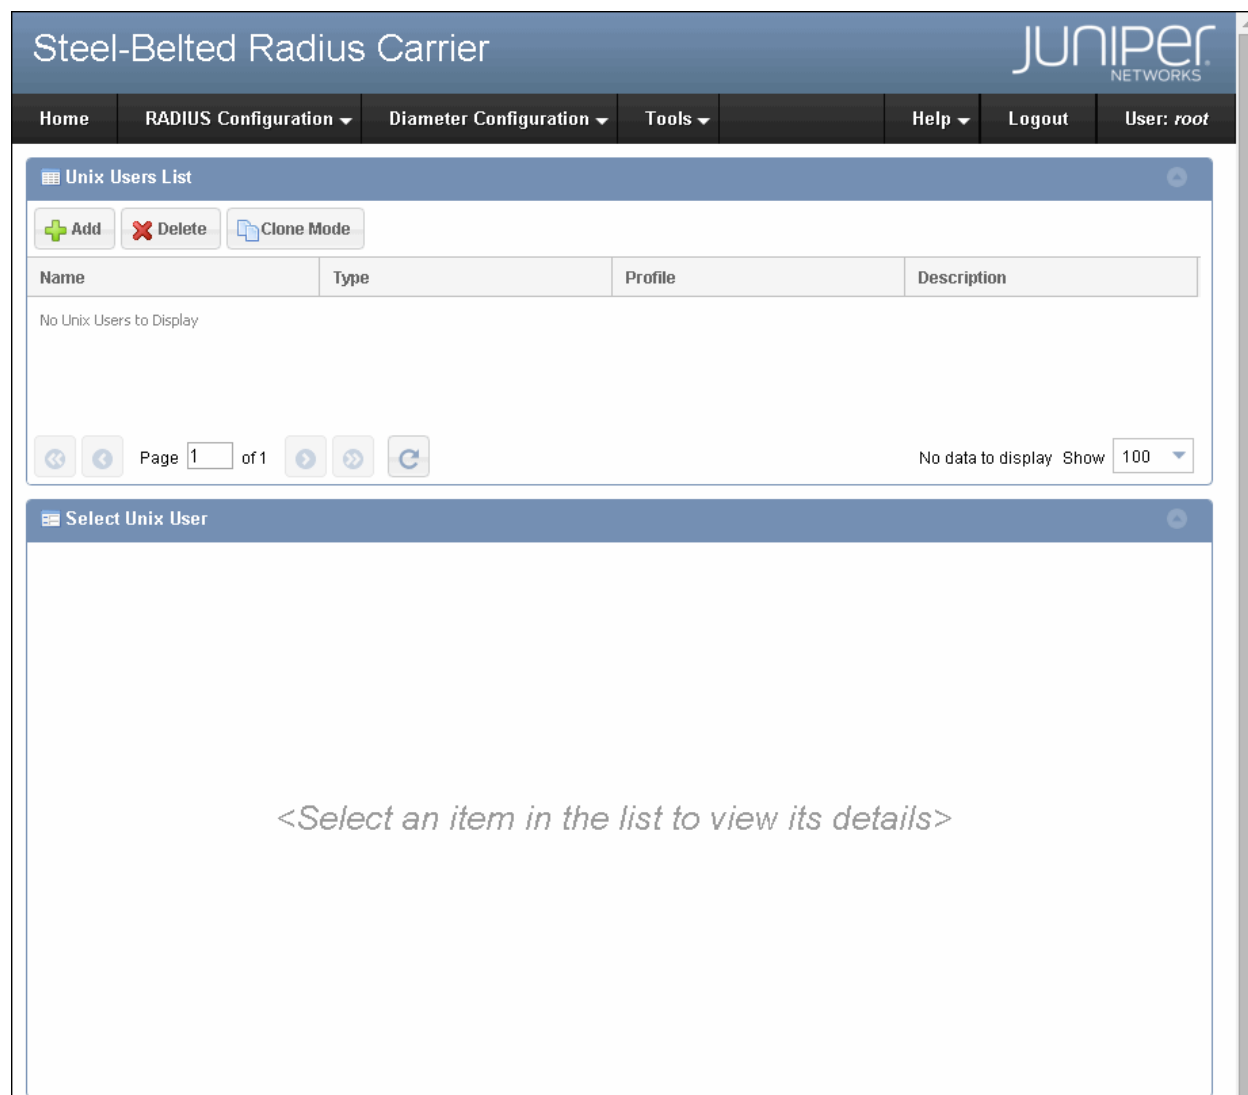 Steel-Belted Radius Carrier
JUNIPER
NETWORKS
Home RADIUS Configuration Diameter Configuration Tools Help Logout User: root
Unix Users List
Add Delete Clone Mode
Name Type Profile Description
No Unix Users to Display
Page 1 of 1 No data to display Show 100
Select Unix User
<Select an item in the list to view its details>